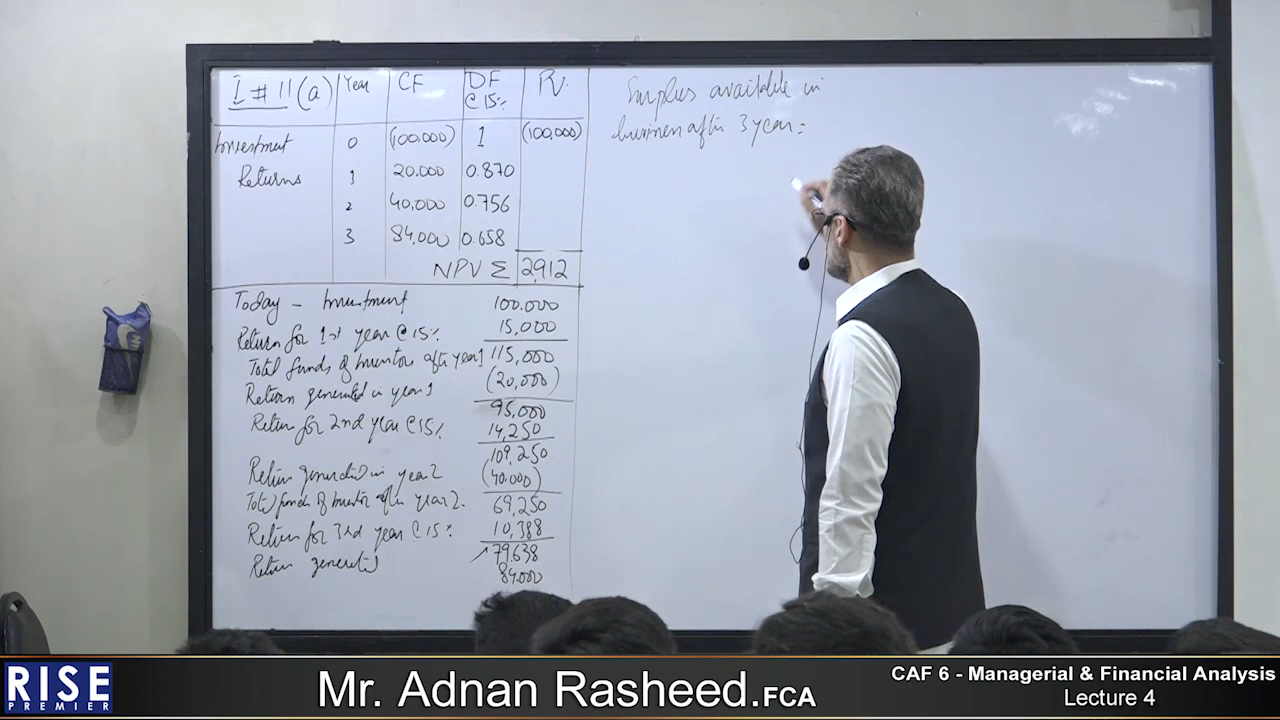 I # 11 (a) Year CF DF @ 15% PV.
Investment 0 (100,000) 1 (100,000)
Returns 1 20.000 0.870
2 40,000 0.756
3 84,000 0.658
NPV Σ 2,912
Today - Investment 100.000
Return for 1st year @ 15% 15,000
Total funds of Investors after year 1 115,000
Return generated in year 1 (20,000)
95,000
Return for 2nd year @ 15% 14,250
109,250
Return generated in year 2 (40.000)
Total funds of Investor after year 2. 69,250
Return for 3rd year @ 15% 10,388
79.638
Return generated 84000
Surplus available in
business after 3 year =
RISE
PREMIER
Mr. Adnan Rasheed.FCA
CAF 6 - Managerial & Financial Analysis
Lecture 4